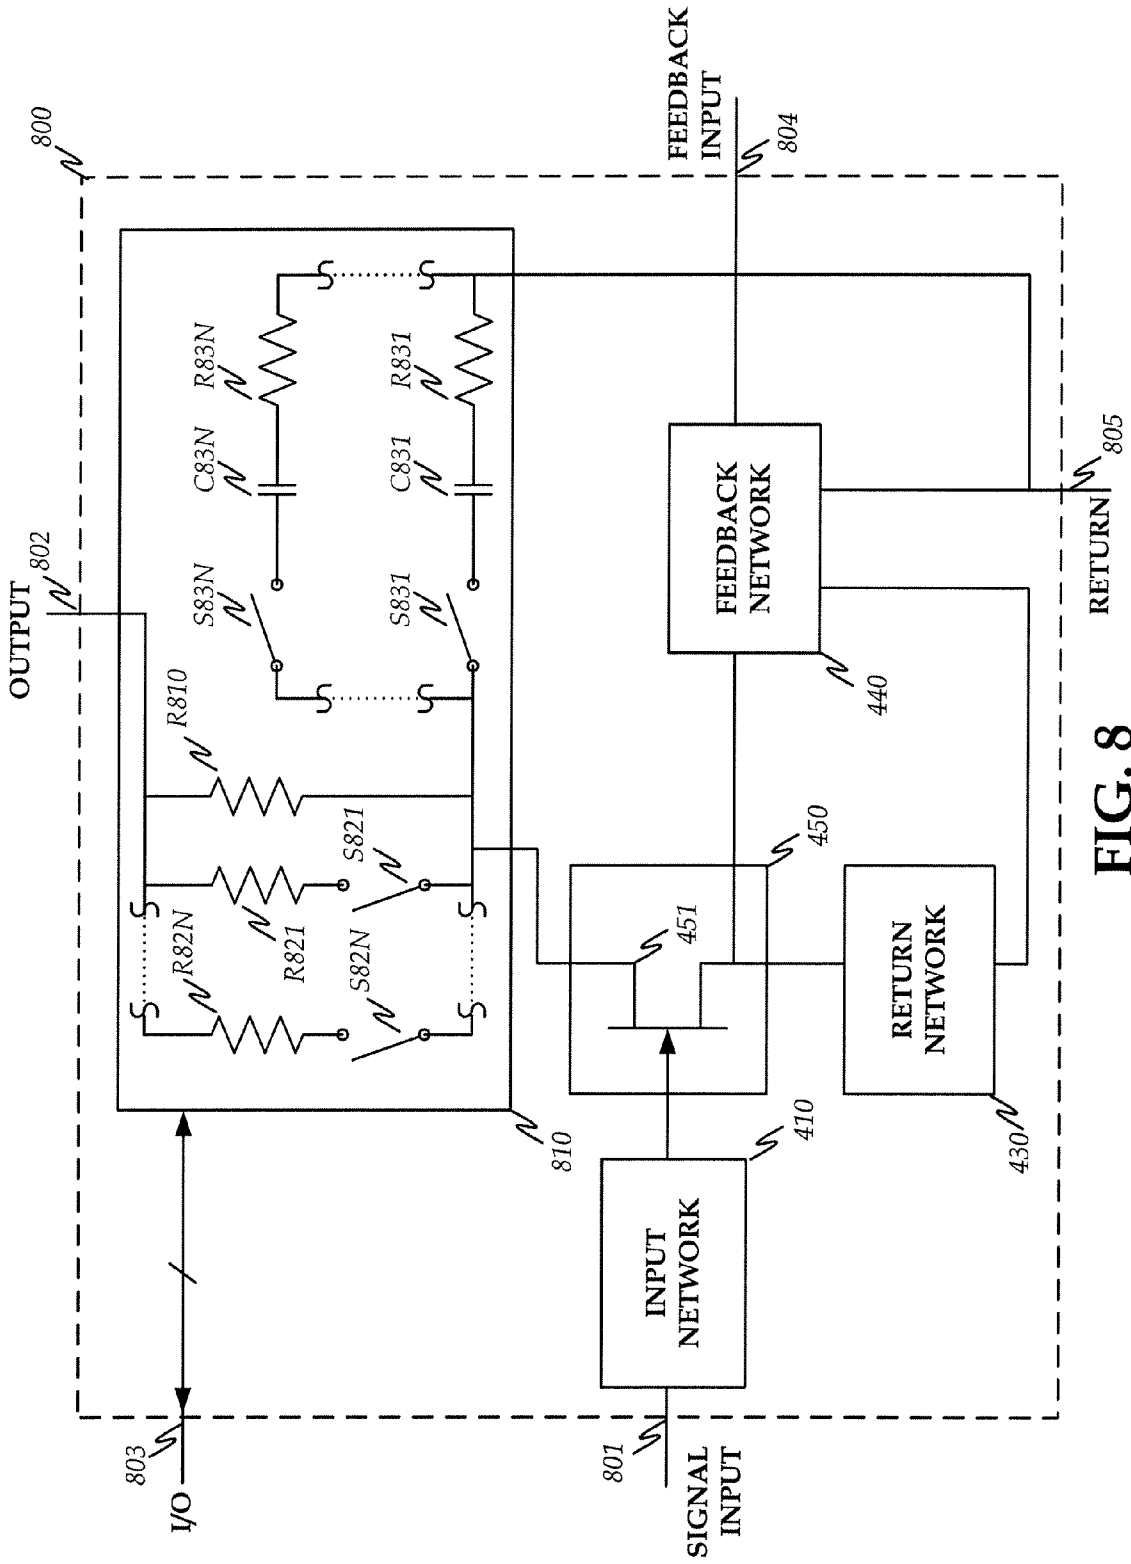 800
OUTPUT
802
I/O
803
810
R82N
R821
R810
S82N
S821
S83N
C83N
R83N
S831
C831
R831
SIGNAL
INPUT
801
INPUT
NETWORK
410
450
451
FEEDBACK
NETWORK
440
FEEDBACK
INPUT
804
RETURN
NETWORK
430
RETURN
805
FIG. 8